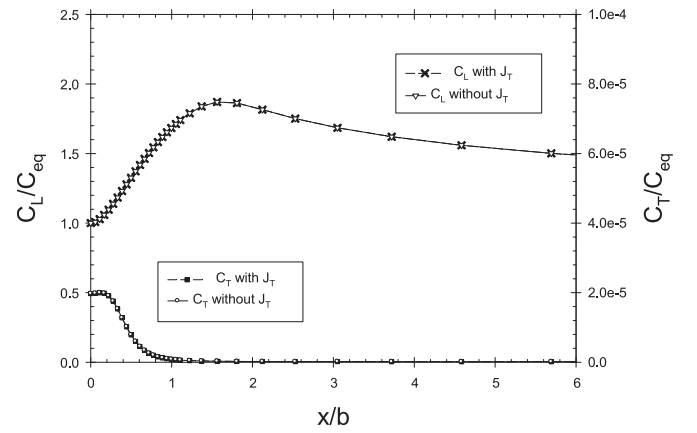 2.5
2.0
1.5
1.0
0.5
0.0
C_L/C_eq
1.0e-4
8.0e-5
6.0e-5
4.0e-5
2.0e-5
0.0
C_T/C_eq
C_L with J_T
C_L without J_T
C_T with J_T
C_T without J_T
0 1 2 3 4 5 6
x/b